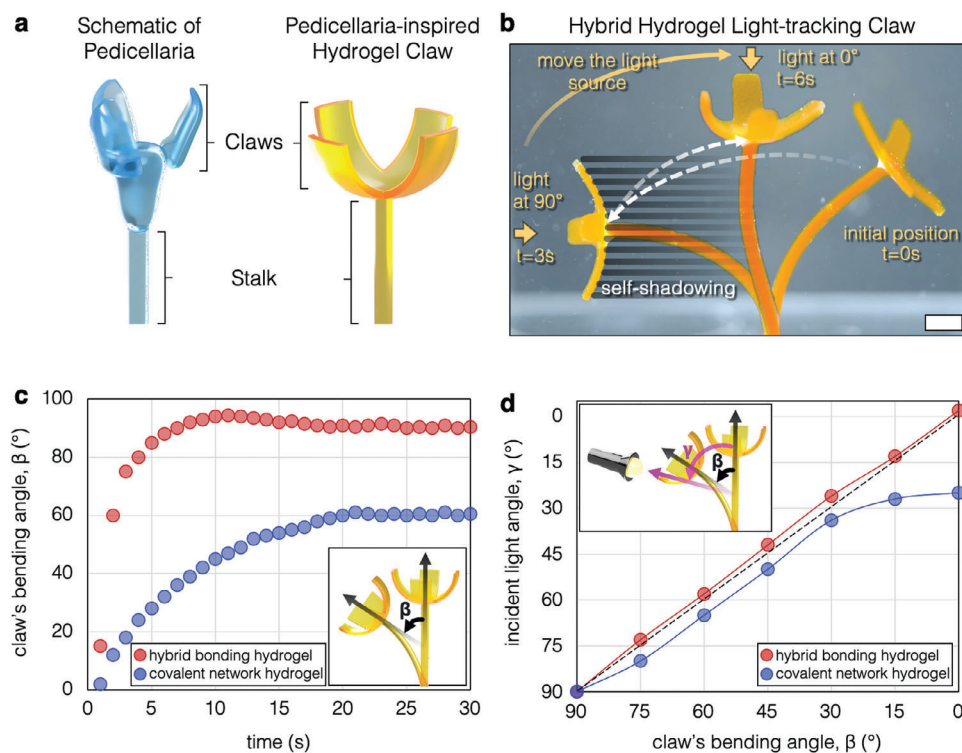 a
Schematic of
Pedicellaria
Pedicellaria-inspired
Hydrogel Claw
Claws
Stalk
b
Hybrid Hydrogel Light-tracking Claw
move the light
source
light at 0°
t=6s
light
at 90°
t=3s
initial position
t=0s
self-shadowing
c
claw's bending angle, β (°)
100
80
60
40
20
0
0
5
10
15
20
25
30
time (s)
β
hybrid bonding hydrogel
covalent network hydrogel
d
incident light angle, γ (°)
0
15
30
45
60
75
90
90
75
60
45
30
15
0
claw's bending angle, β (°)
γ
β
hybrid bonding hydrogel
covalent network hydrogel